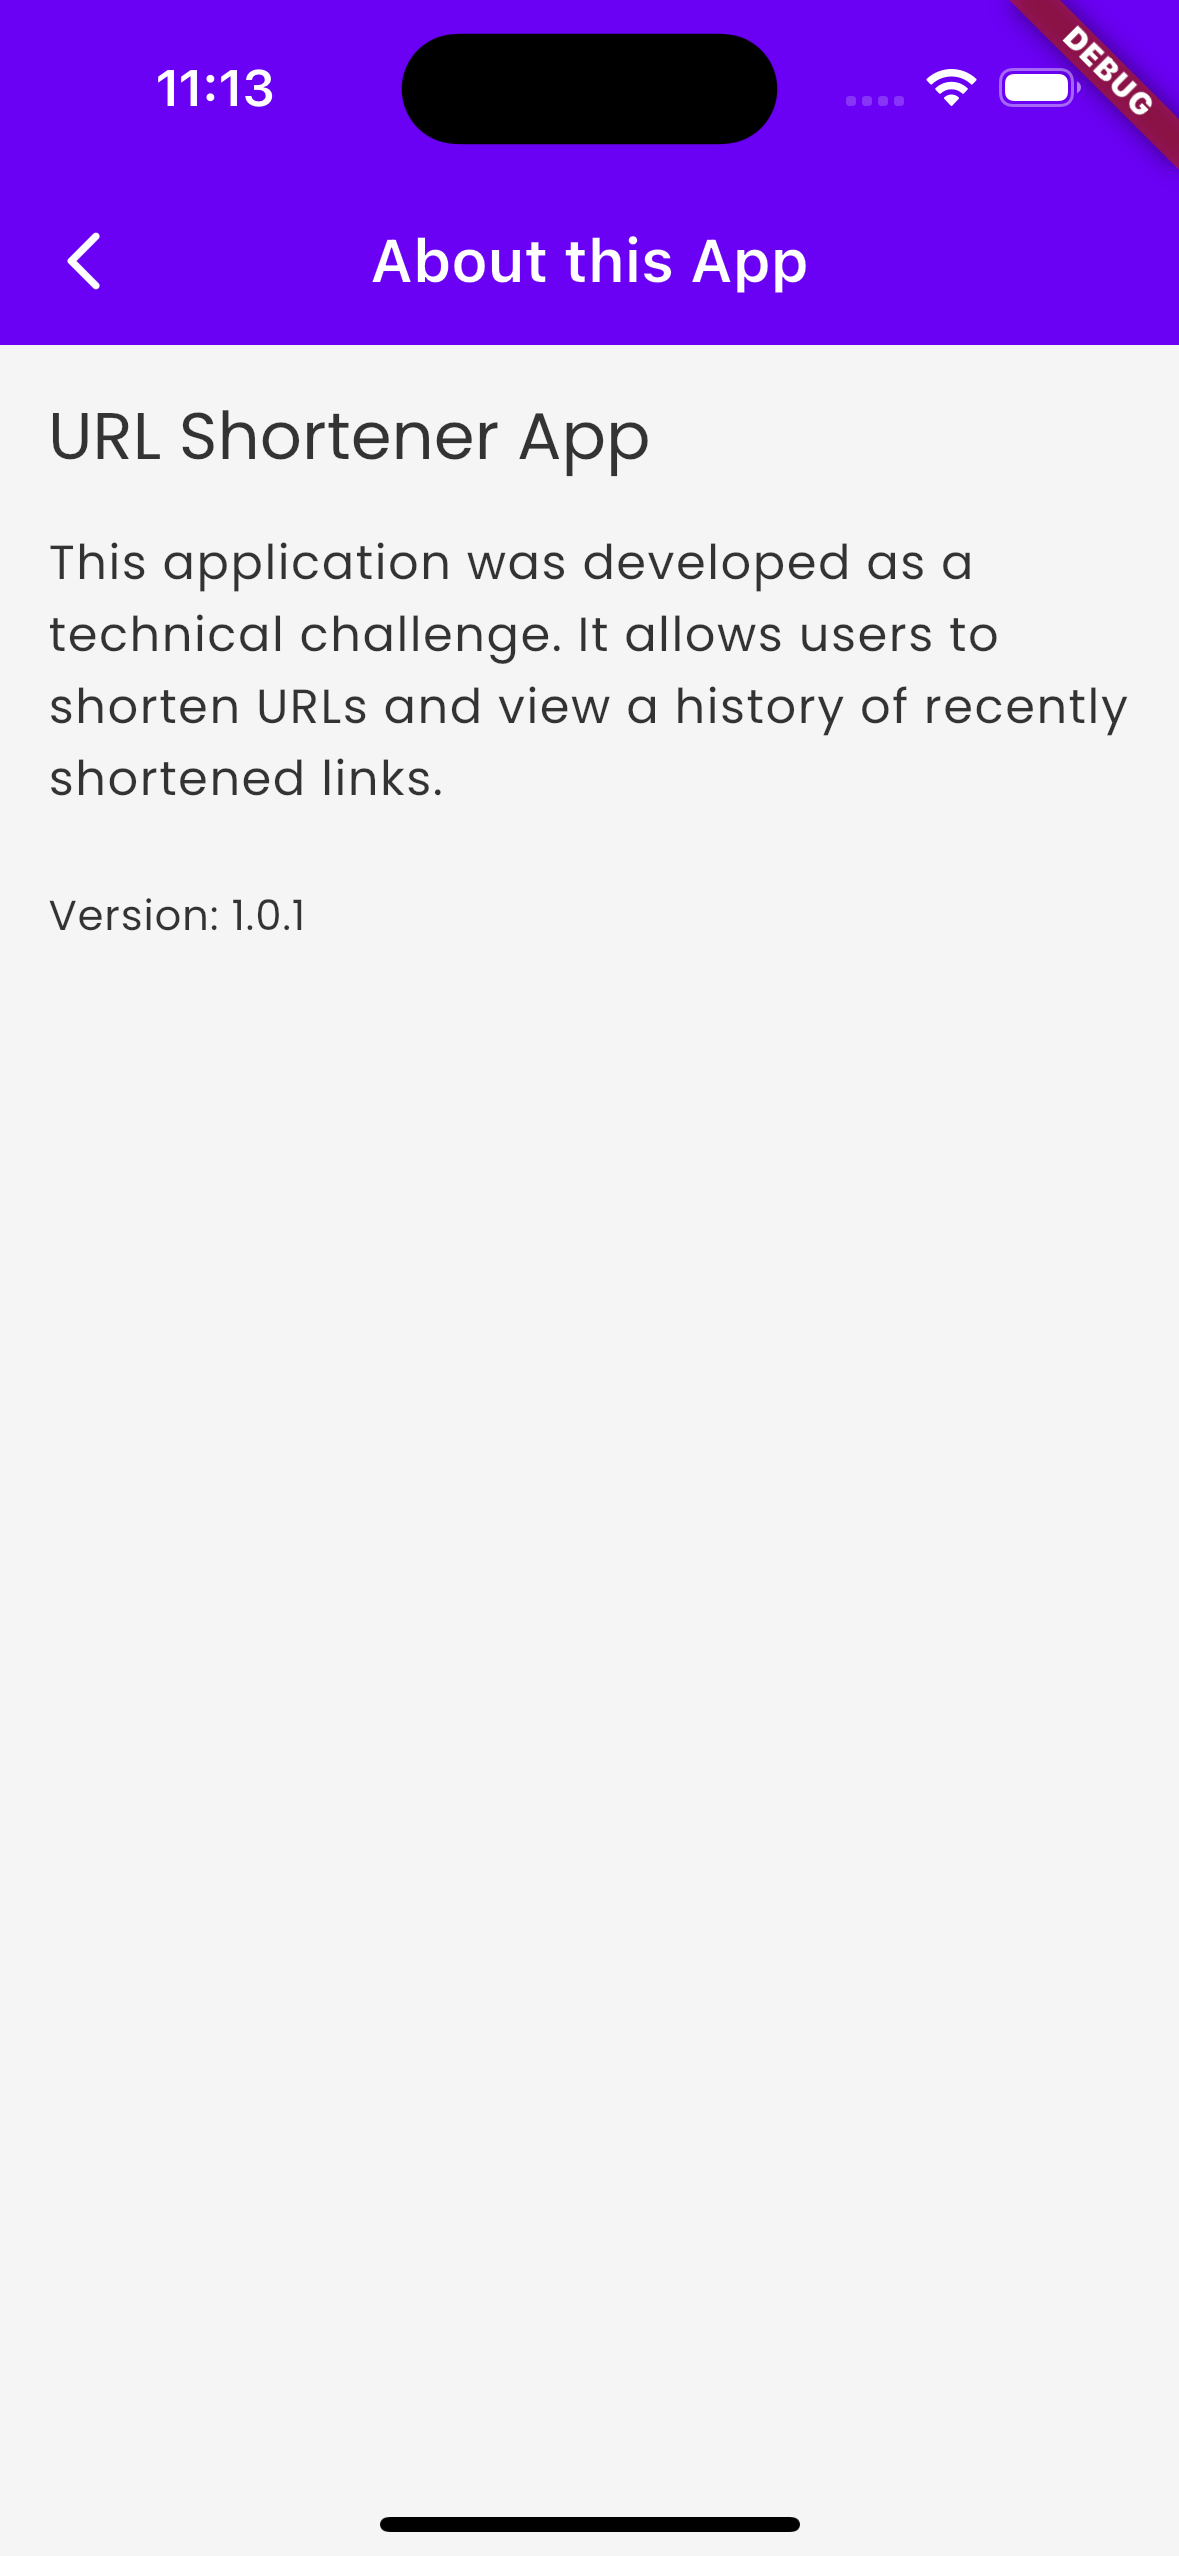 11:13
DEBUG
About this App
URL Shortener App
This application was developed as a
technical challenge. It allows users to
shorten URLs and view a history of recently
shortened links.
Version: 1.0.1